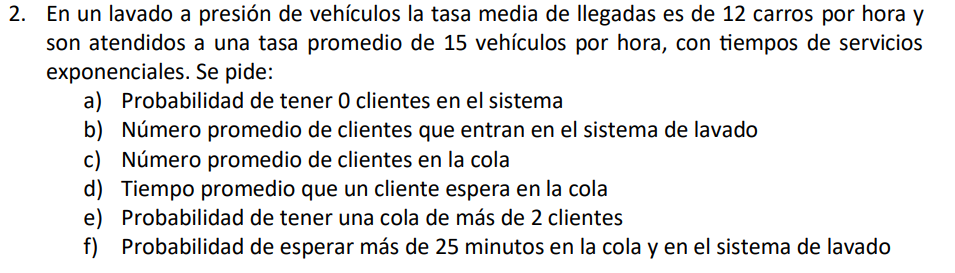 2. En un lavado a presión de vehículos la tasa media de llegadas es de 12 carros por hora y
son atendidos a una tasa promedio de 15 vehículos por hora, con tiempos de servicios
exponenciales. Se pide:
a) Probabilidad de tener 0 clientes en el sistema
b) Número promedio de clientes que entran en el sistema de lavado
c) Número promedio de clientes en la cola
d) Tiempo promedio que un cliente espera en la cola
e) Probabilidad de tener una cola de más de 2 clientes
f) Probabilidad de esperar más de 25 minutos en la cola y en el sistema de lavado